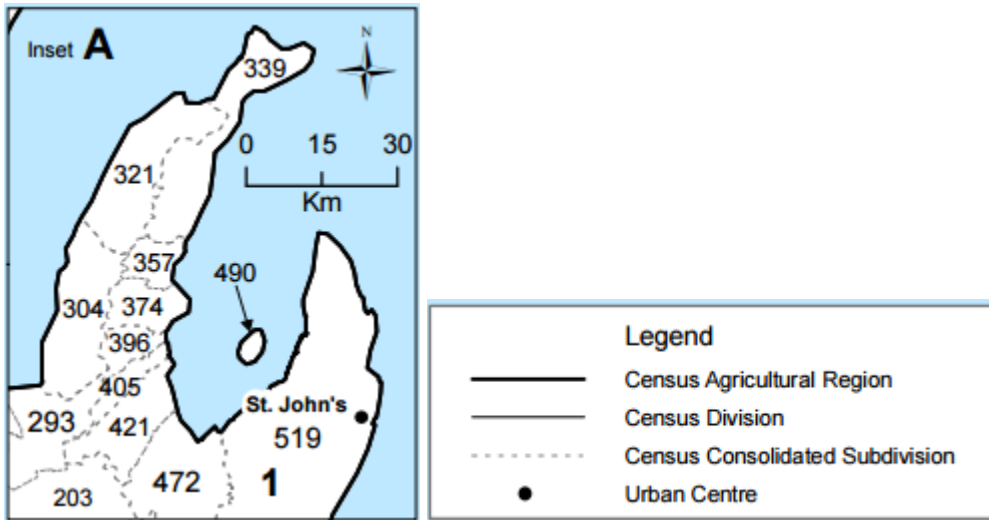 Inset A
N
339
0 15 30
Km
321
357
490
304
374
396
405
St. John's
293
421
519
472
1
203
Legend
Census Agricultural Region
Census Division
Census Consolidated Subdivision
Urban Centre